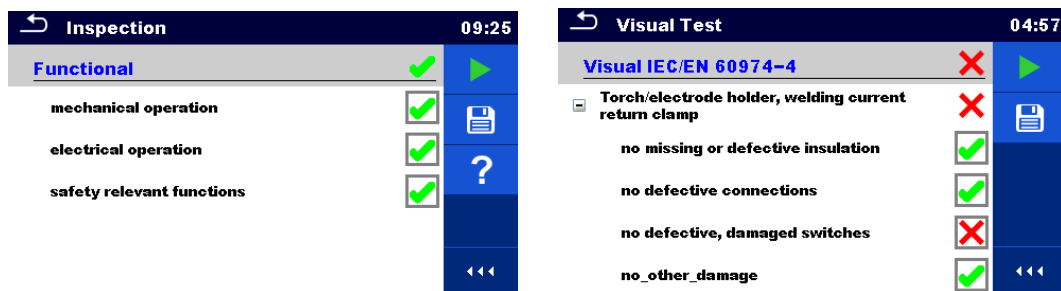 Inspection 09:25
Functional
mechanical operation
electrical operation
safety relevant functions
?
Visual Test 04:57
Visual IEC/EN 60974-4
Torch/electrode holder, welding current
return clamp
no missing or defective insulation
no defective connections
no defective, damaged switches
no_other_damage